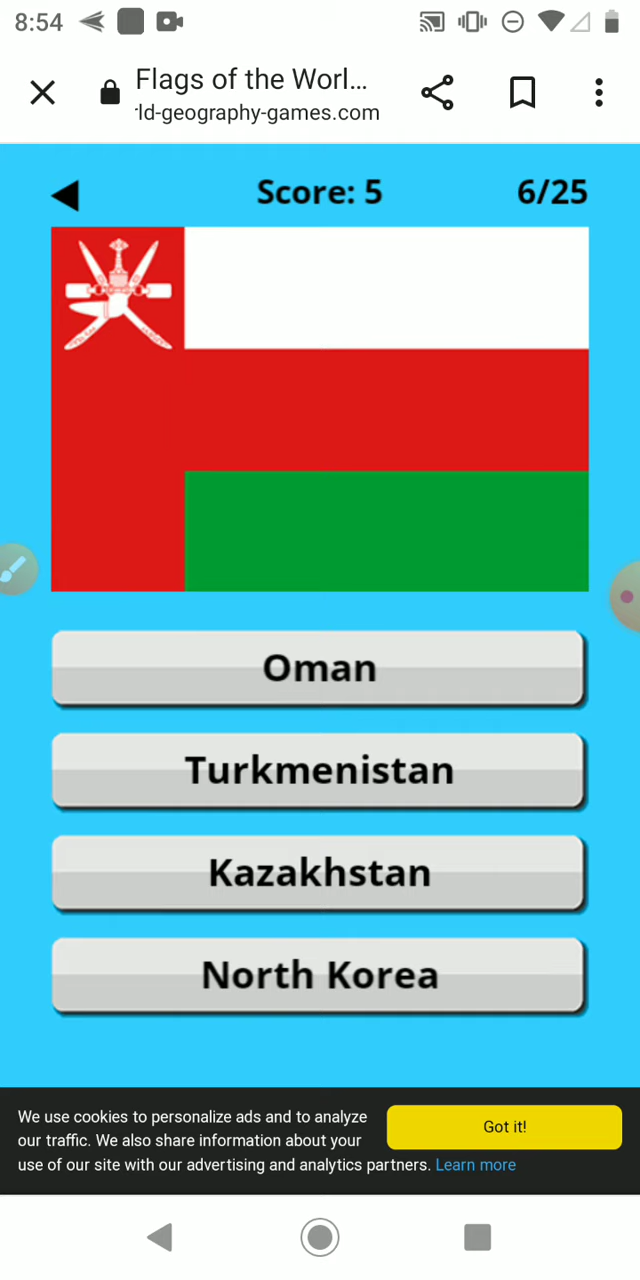 8:54
Flags of the Worl...
rld-geography-games.com
Score: 5
6/25
Oman
Turkmenistan
Kazakhstan
North Korea
We use cookies to personalize ads and to analyze
our traffic. We also share information about your
use of our site with our advertising and analytics partners. Learn more
Got it!